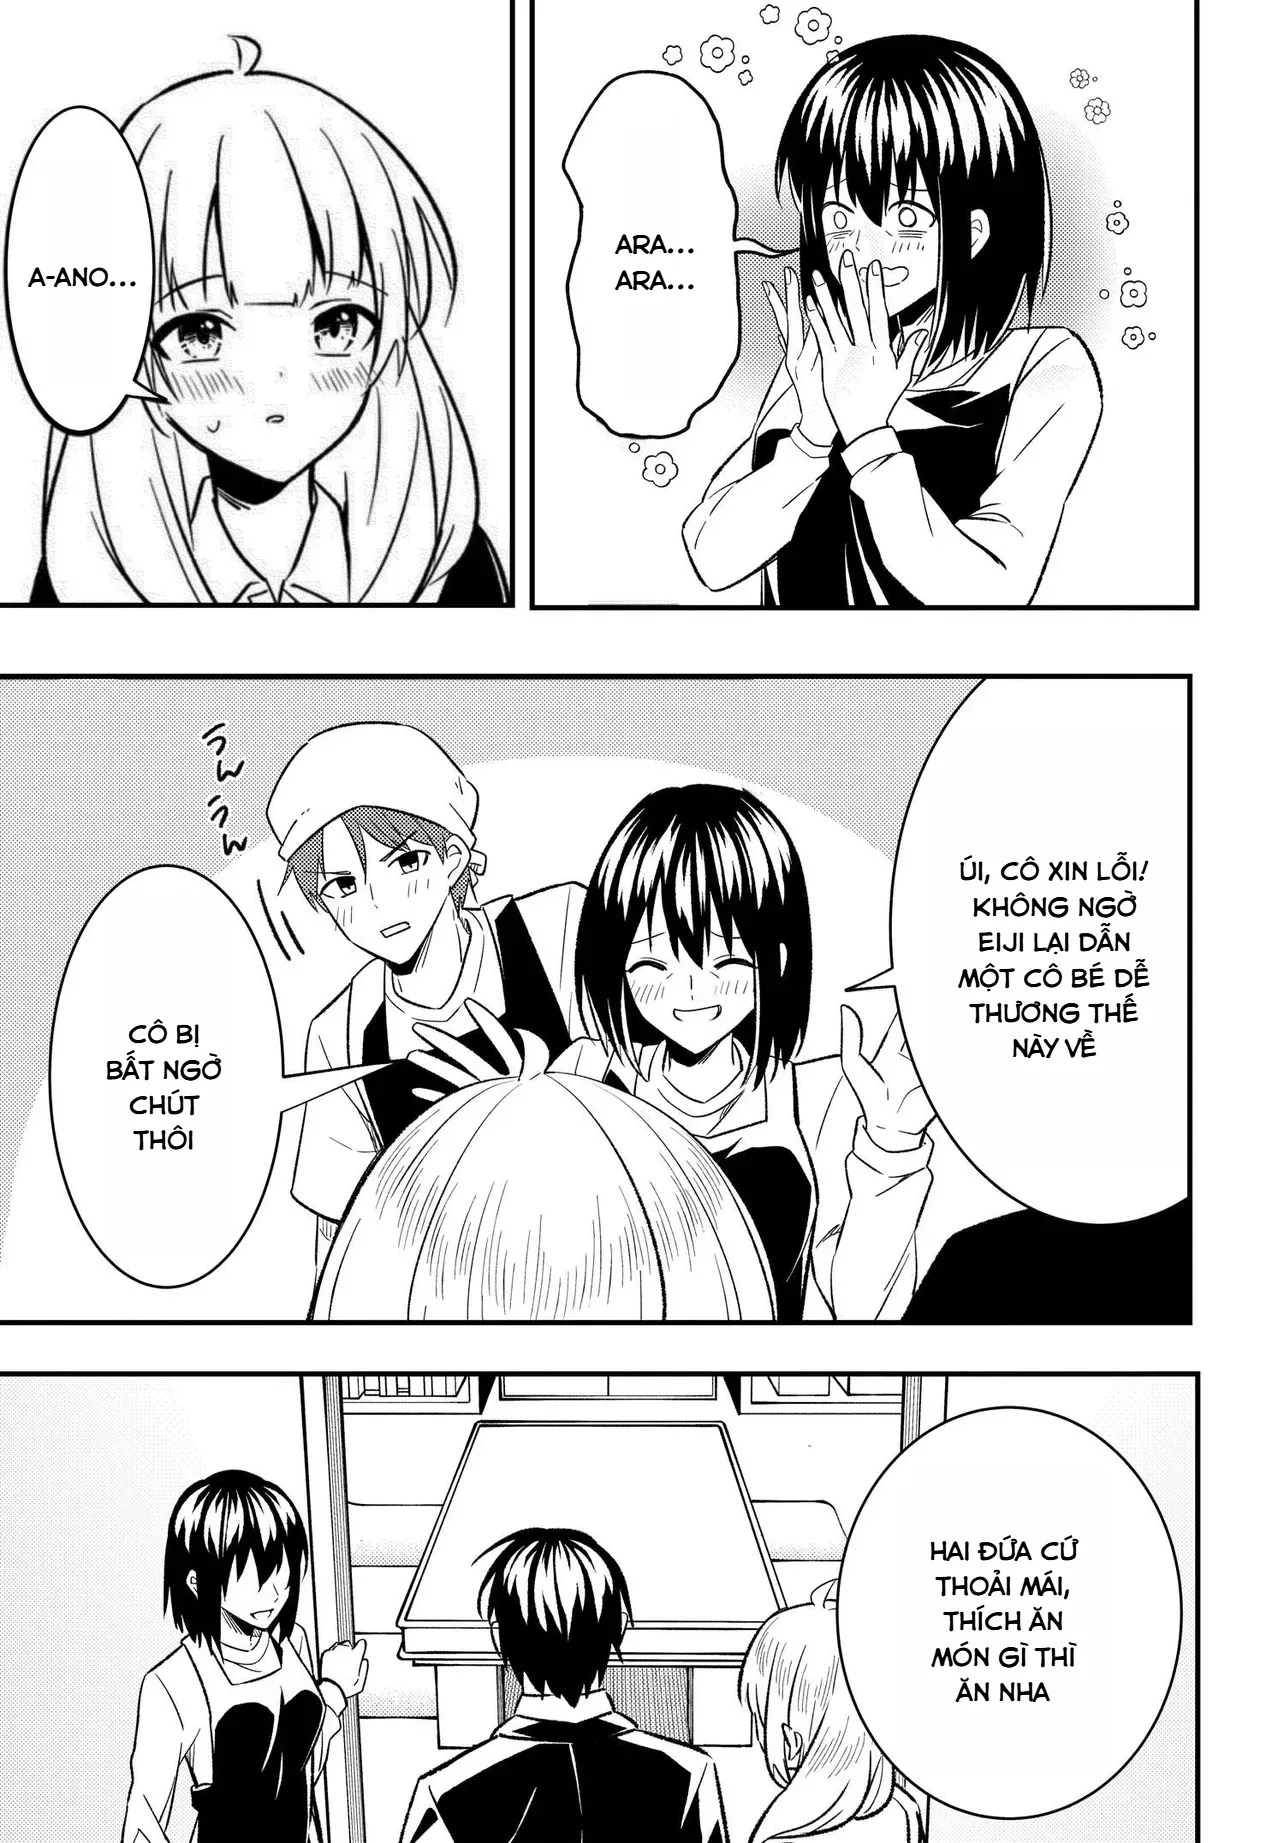 ARA...
ARA...
A-ANO...
ÚI, CÔ XIN LỖI!
KHÔNG NGỜ
EIJI LẠI DẪN
MỘT CÔ BÉ DỄ
THƯƠNG THẾ
NÀY VỀ
うん
うん
CÔ BỊ
BẤT NGỜ
CHÚT
THÔI
HAI ĐỨA CỨ
THOẢI MÁI,
THÍCH ĂN
MÓN GÌ THÌ
ĂN NHA